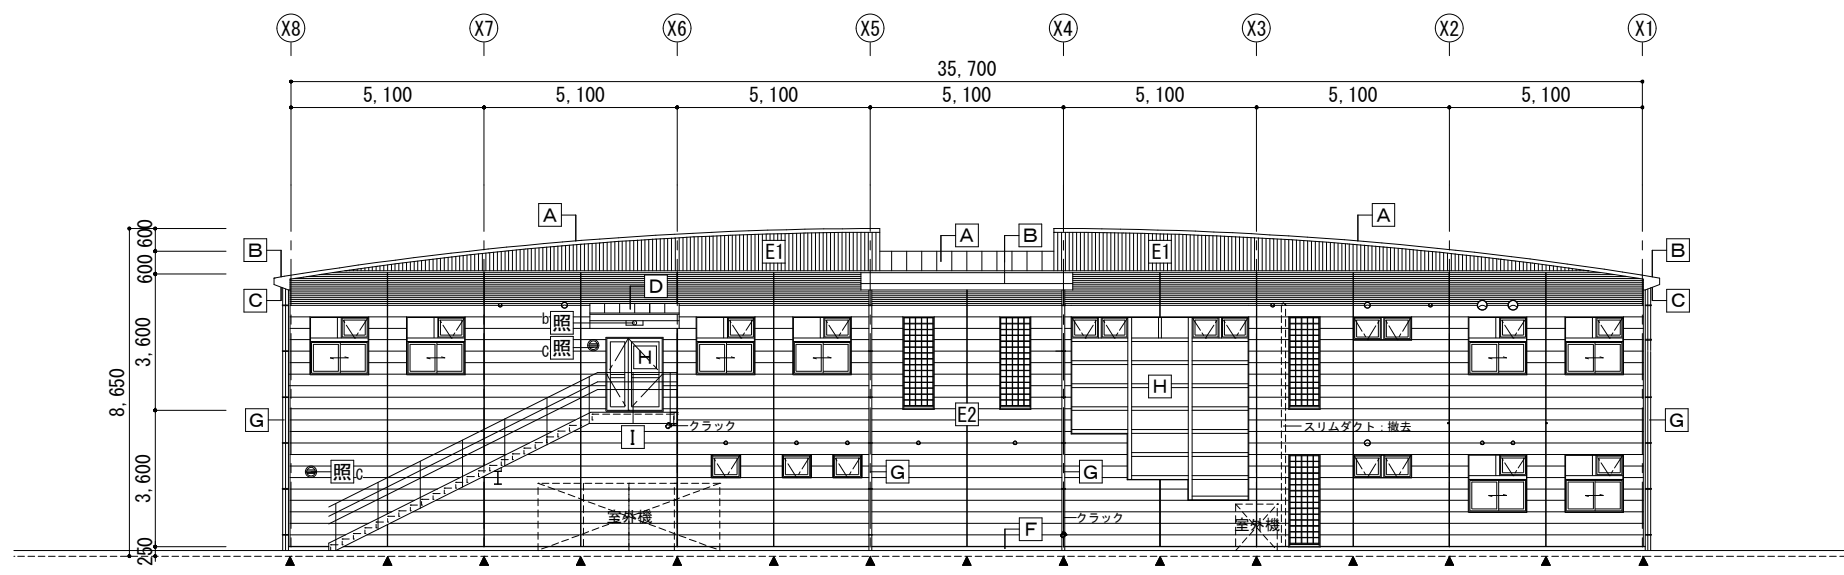 X8 X7 X6 X5 X4 X3 X2 X1
35,700
5,100 5,100 5,100 5,100 5,100 5,100 5,100
A A
A B
B E1 E1 B
C D C
b 照
c 照 H
H
G E2 G
I クラック スリムダクト：撤去
照 c I G G
室外機 クラック 室外機
F
600
600
3,600
8,650
3,600
250